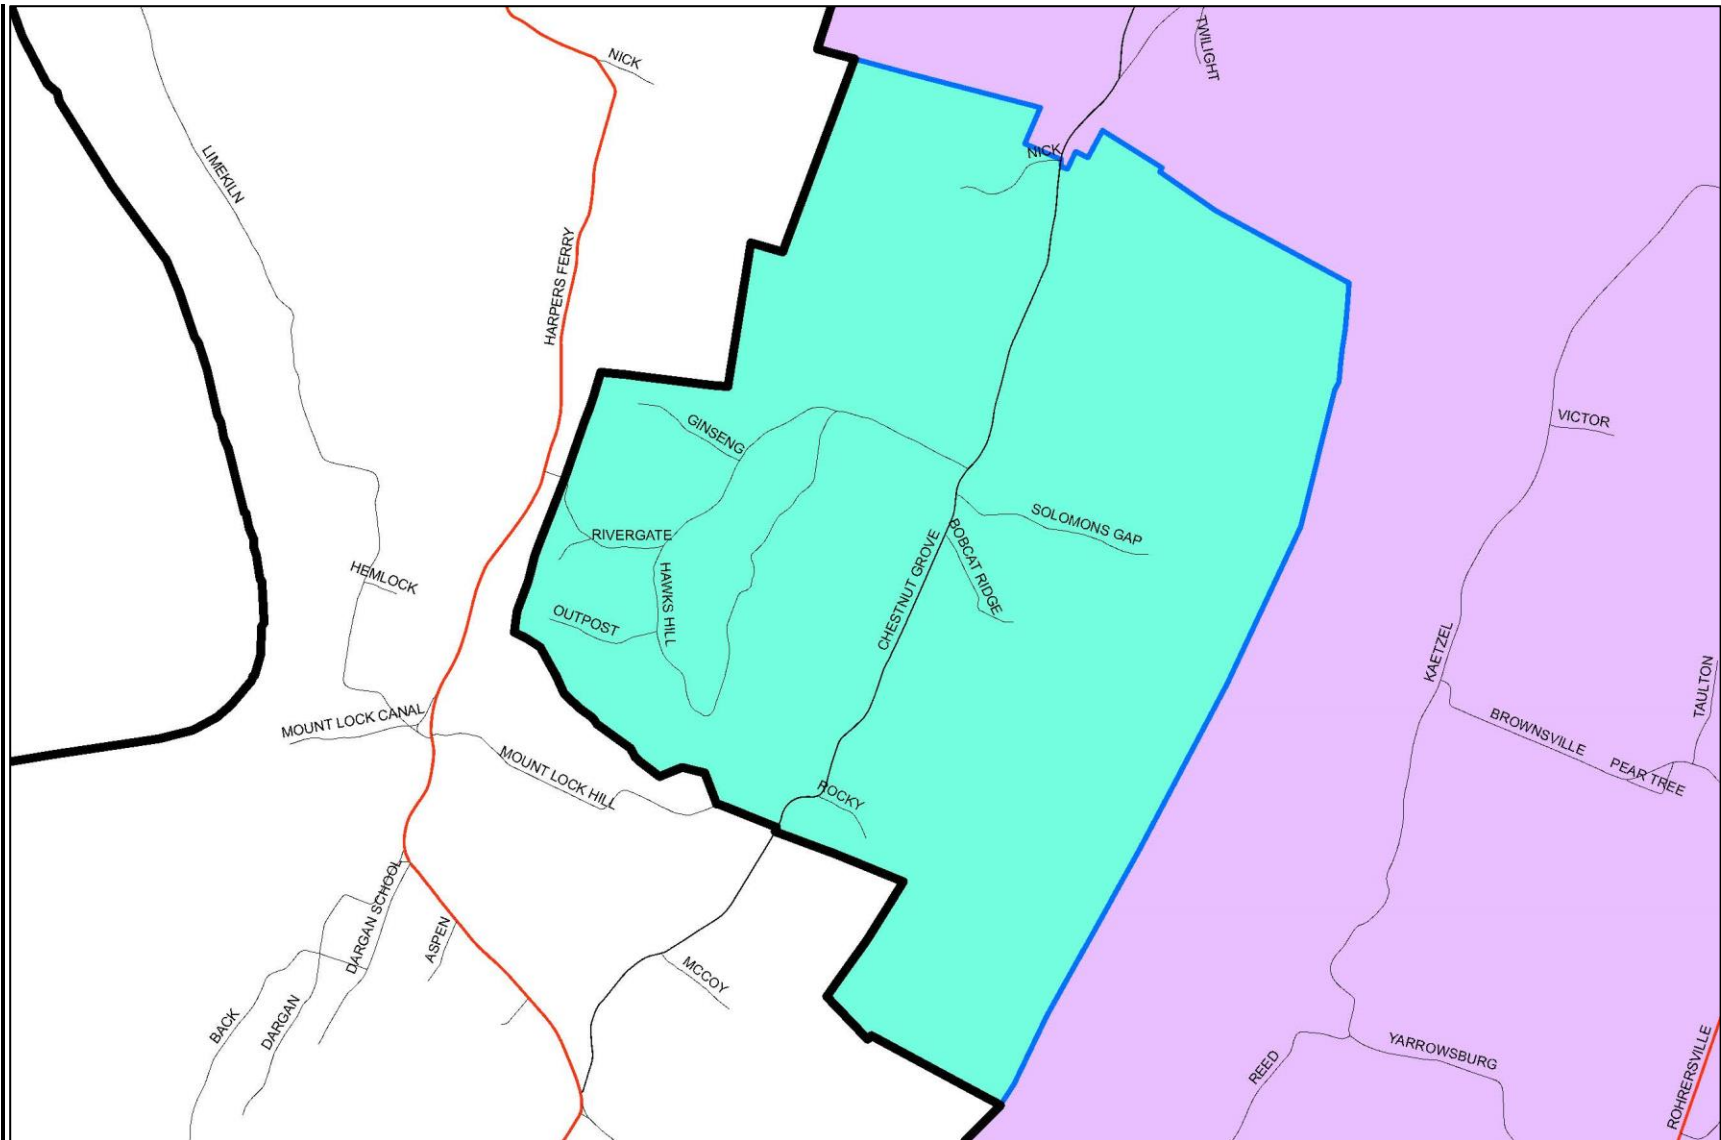 TWILIGHT
NICK
NICK
LIMEKILN
HARPERS FERRY
GINSENG
VICTOR
RIVERGATE
SOLOMONS GAP
BOBCAT RIDGE
CHESTNUT GROVE
HEMLOCK
HAWKS HILL
OUTPOST
KAETZEL
TAULTON
MOUNT LOCK CANAL
BROWNSVILLE
MOUNT LOCK HILL
PEAR TREE
ROCKY
DARGAN SCHOOL
ASPEN
MCCOY
BACK
DARGAN
YARROWSBURG
REED
ROHRERSVILLE